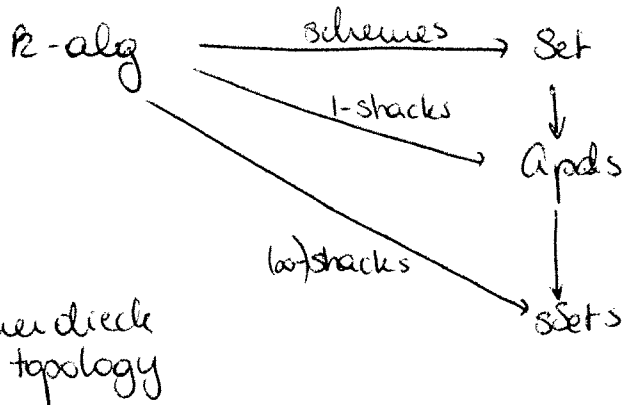 k-alg schemes Set
1-stacks
Gpds
(∞-)stacks
sSets
topology